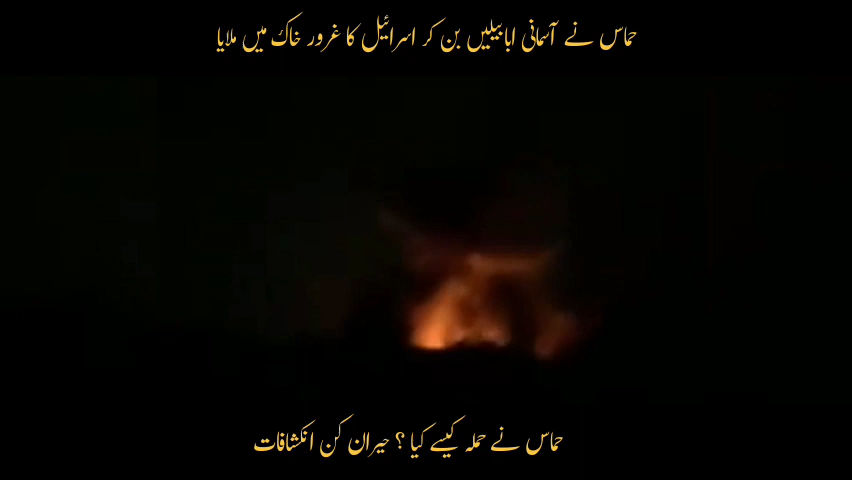 حماس نے آسمانی ابابیلیں بن کر اسرائیل کا غرور خاک میں ملایا
حماس نے حملہ کیسے کیا ؟ حیران کن انکشافات